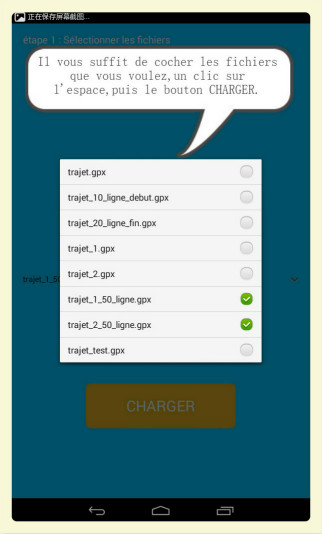 正在保存屏幕截图...
étape 1 : Sélectionner les fichiers
Il vous suffit de cocher les fichiers
que vous voulez,un clic sur
l'espace,puis le bouton CHARGER.
trajet.gpx
trajet_10_ligne_debut.gpx
trajet_20_ligne_fin.gpx
trajet_1.gpx
trajet_2.gpx
trajet_1_50_ligne.gpx
trajet_2_50_ligne.gpx
trajet_test.gpx
trajet_1_50
CHARGER